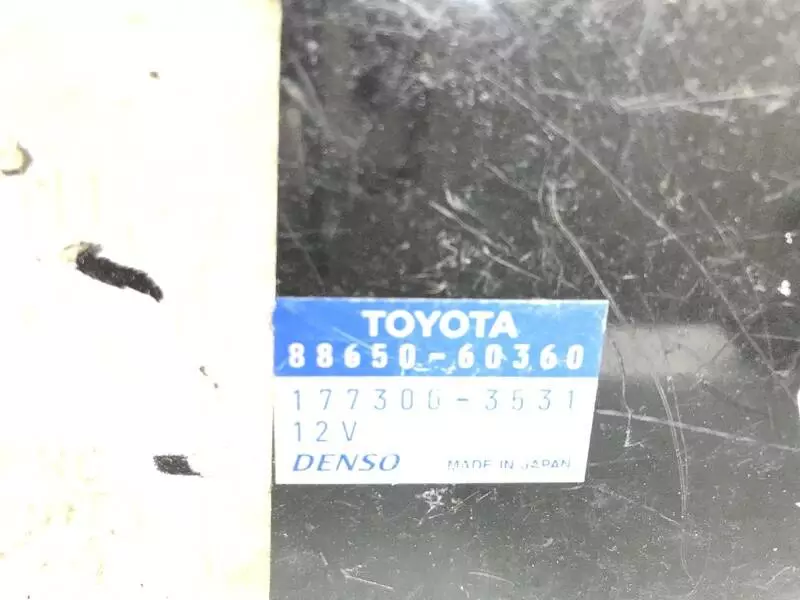 TOYOTA
88650-60360
177300-3531
12V
DENSO MADE IN JAPAN